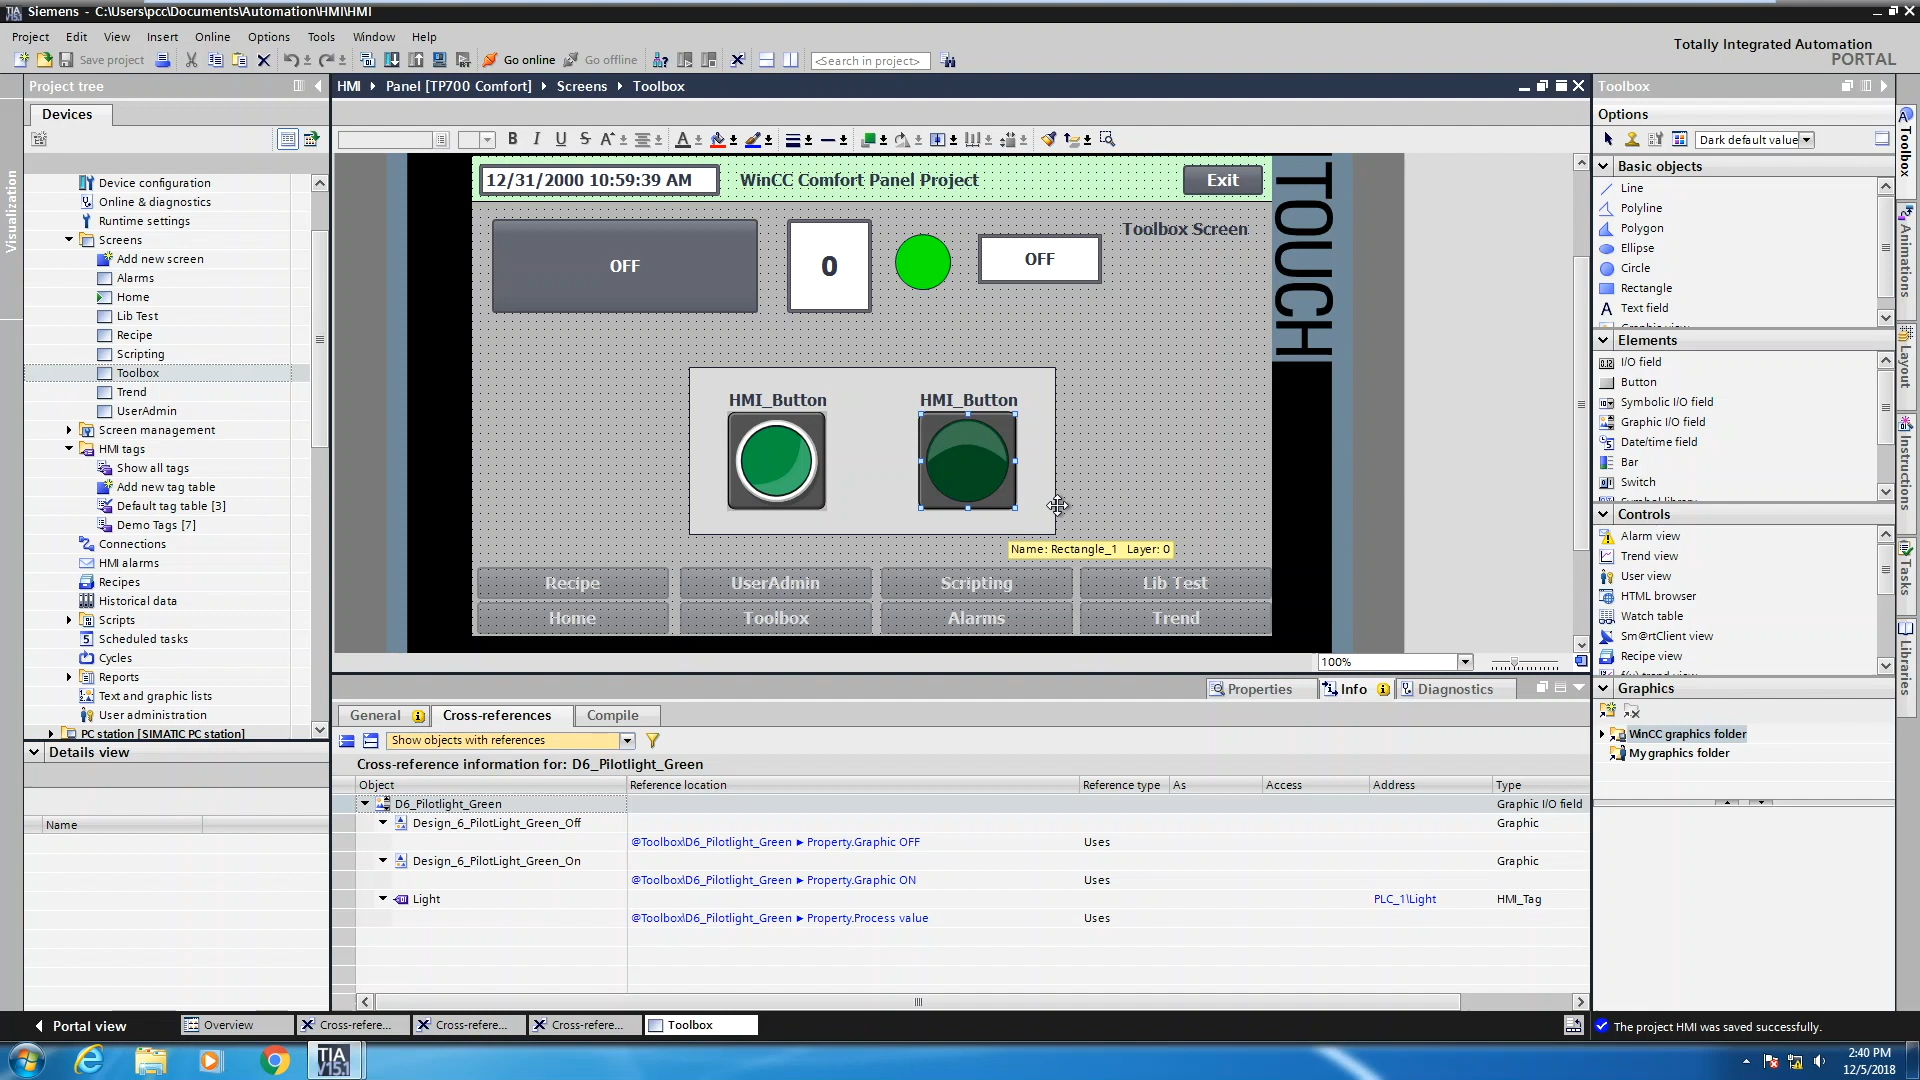 Siemens - C:\Users\pcc\Documents\Automation\HMI\HMI
Project Edit View Insert Online Options Tools Window Help
Totally Integrated Automation
PORTAL
Save project
Go online
Go offline
<Search in project>
Project tree
HMI
Panel [TP700 Comfort]
Screens
Toolbox
Toolbox
Devices
Options
B I U S A
Dark default value
Visualization
Device configuration
Online & diagnostics
Runtime settings
Screens
Add new screen
Alarms
Home
Lib Test
Recipe
Scripting
Toolbox
Trend
UserAdmin
Screen management
HMI tags
Show all tags
Add new tag table
Default tag table [3]
Demo Tags [7]
Connections
HMI alarms
Recipes
Historical data
Scripts
Scheduled tasks
Cycles
Reports
Text and graphic lists
User administration
PC station [SIMATIC PC station]
Details view
Name
12/31/2000 10:59:39 AM
WinCC Comfort Panel Project
Exit
TOUCH
OFF
0
OFF
Toolbox Screen
HMI_Button
HMI_Button
Name: Rectangle_1 Layer: 0
Recipe
UserAdmin
Scripting
Lib Test
Home
Toolbox
Alarms
Trend
100%
Basic objects
Line
Polyline
Polygon
Ellipse
Circle
Rectangle
Text field
Elements
I/O field
Button
Symbolic I/O field
Graphic I/O field
Date/time field
Bar
Switch
Controls
Alarm view
Trend view
User view
HTML browser
Watch table
Sm@rtClient view
Recipe view
Graphics
WinCC graphics folder
My graphics folder
Toolbox
Animations
Layout
Instructions
Tasks
Libraries
Properties
Info
Diagnostics
General
Cross-references
Compile
Show objects with references
Cross-reference information for: D6_Pilotlight_Green
Object
Reference location
Reference type
As
Access
Address
Type
D6_Pilotlight_Green
Graphic I/O field
Design_6_PilotLight_Green_Off
Graphic
@Toolbox\D6_Pilotlight_Green ► Property.Graphic OFF
Uses
Design_6_PilotLight_Green_On
Graphic
@Toolbox\D6_Pilotlight_Green ► Property.Graphic ON
Uses
Light
PLC_1\Light
HMI_Tag
@Toolbox\D6_Pilotlight_Green ► Property.Process value
Uses
Portal view
Overview
Cross-refere...
Cross-refere...
Cross-refere...
Toolbox
The project HMI was saved successfully.
TIA
V15.1
2:40 PM
12/5/2018